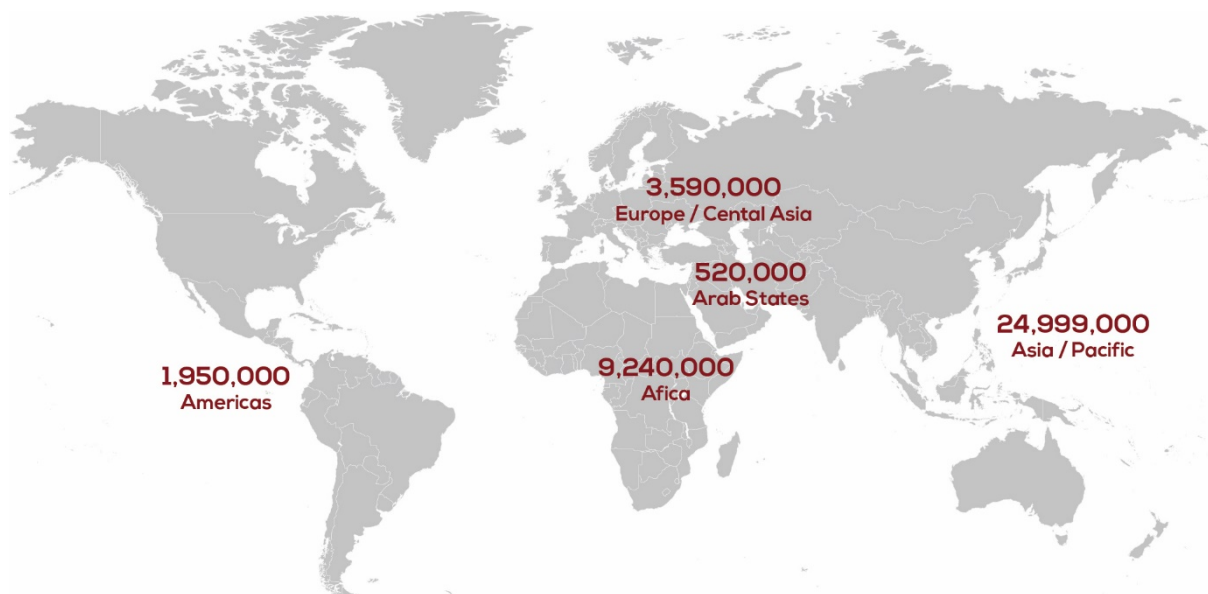 3,590,000
Europe / Cental Asia
520,000
Arab States
24,999,000
Asia / Pacific
9,240,000
Afica
1,950,000
Americas